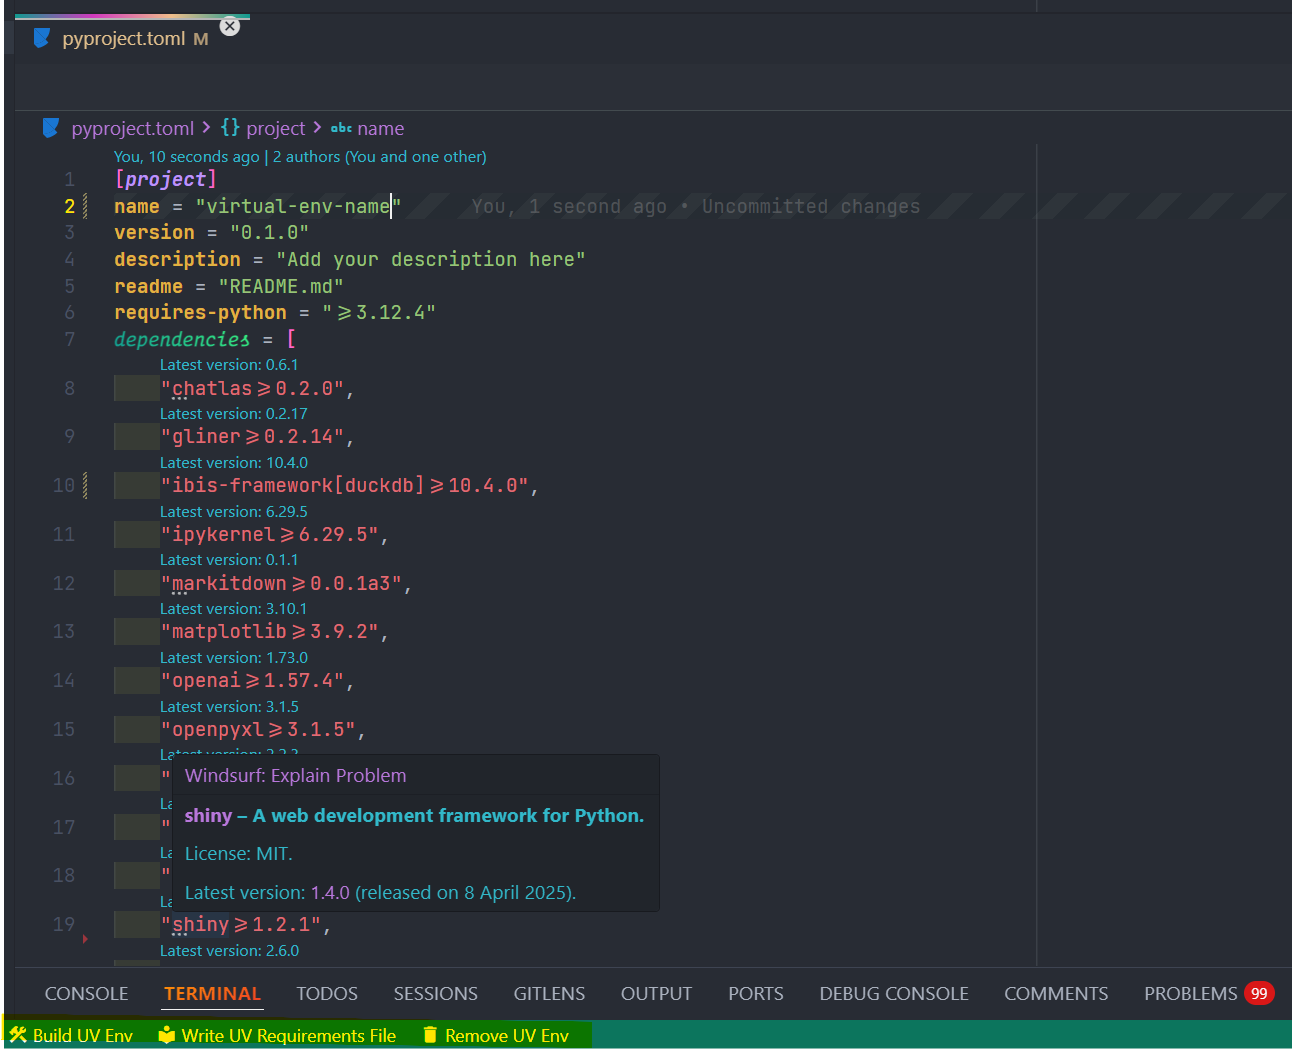 pyproject.toml M
pyproject.toml > {} project > abc name
You, 10 seconds ago | 2 authors (You and one other)
1 [project]
2 name = "virtual-env-name" You, 1 second ago • Uncommitted changes
3 version = "0.1.0"
4 description = "Add your description here"
5 readme = "README.md"
6 requires-python = "⩾3.12.4"
7 dependencies = [
Latest version: 0.6.1
8 "chatlas⩾0.2.0",
Latest version: 0.2.17
9 "gliner⩾0.2.14",
Latest version: 10.4.0
10 "ibis-framework[duckdb]⩾10.4.0",
Latest version: 6.29.5
11 "ipykernel⩾6.29.5",
Latest version: 0.1.1
12 "markitdown⩾0.0.1a3",
Latest version: 3.10.1
13 "matplotlib⩾3.9.2",
Latest version: 1.73.0
14 "openai⩾1.57.4",
Latest version: 3.1.5
15 "openpyxl⩾3.1.5",
16 "
Windsurf: Explain Problem
17 "
shiny – A web development framework for Python.
License: MIT.
18 "
Latest version: 1.4.0 (released on 8 April 2025).
19 "shiny⩾1.2.1",
Latest version: 2.6.0
CONSOLE TERMINAL TODOS SESSIONS GITLENS OUTPUT PORTS DEBUG CONSOLE COMMENTS PROBLEMS 99
Build UV Env Write UV Requirements File Remove UV Env